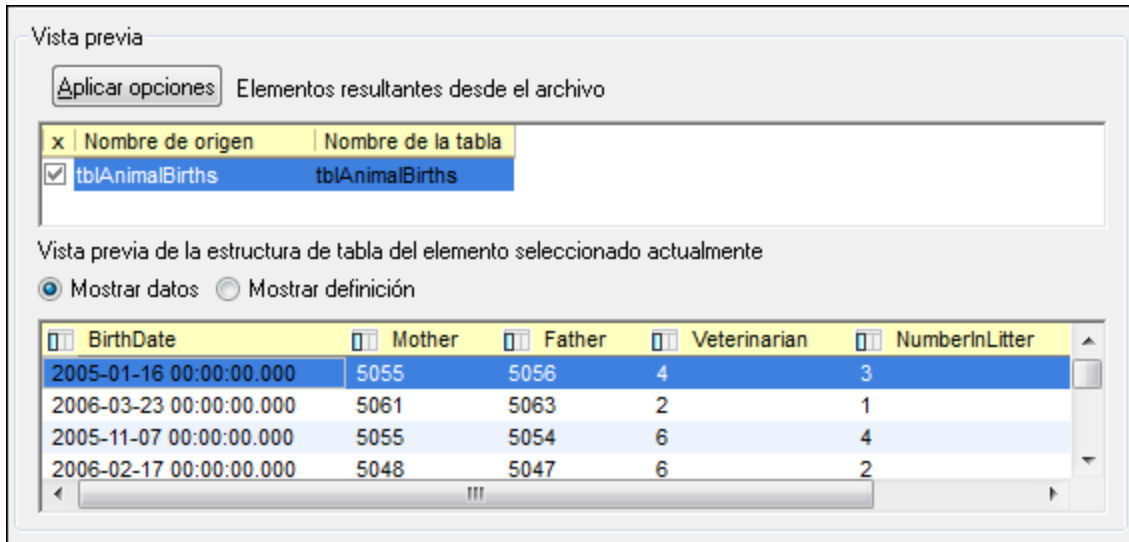 Vista previa
Aplicar opciones Elementos resultantes desde el archivo
x Nombre de origen Nombre de la tabla
tblAnimalBirths tblAnimalBirths
Vista previa de la estructura de tabla del elemento seleccionado actualmente
Mostrar datos Mostrar definición
BirthDate Mother Father Veterinarian NumberInLitter
2005-01-16 00:00:00.000 5055 5056 4 3
2006-03-23 00:00:00.000 5061 5063 2 1
2005-11-07 00:00:00.000 5055 5054 6 4
2006-02-17 00:00:00.000 5048 5047 6 2